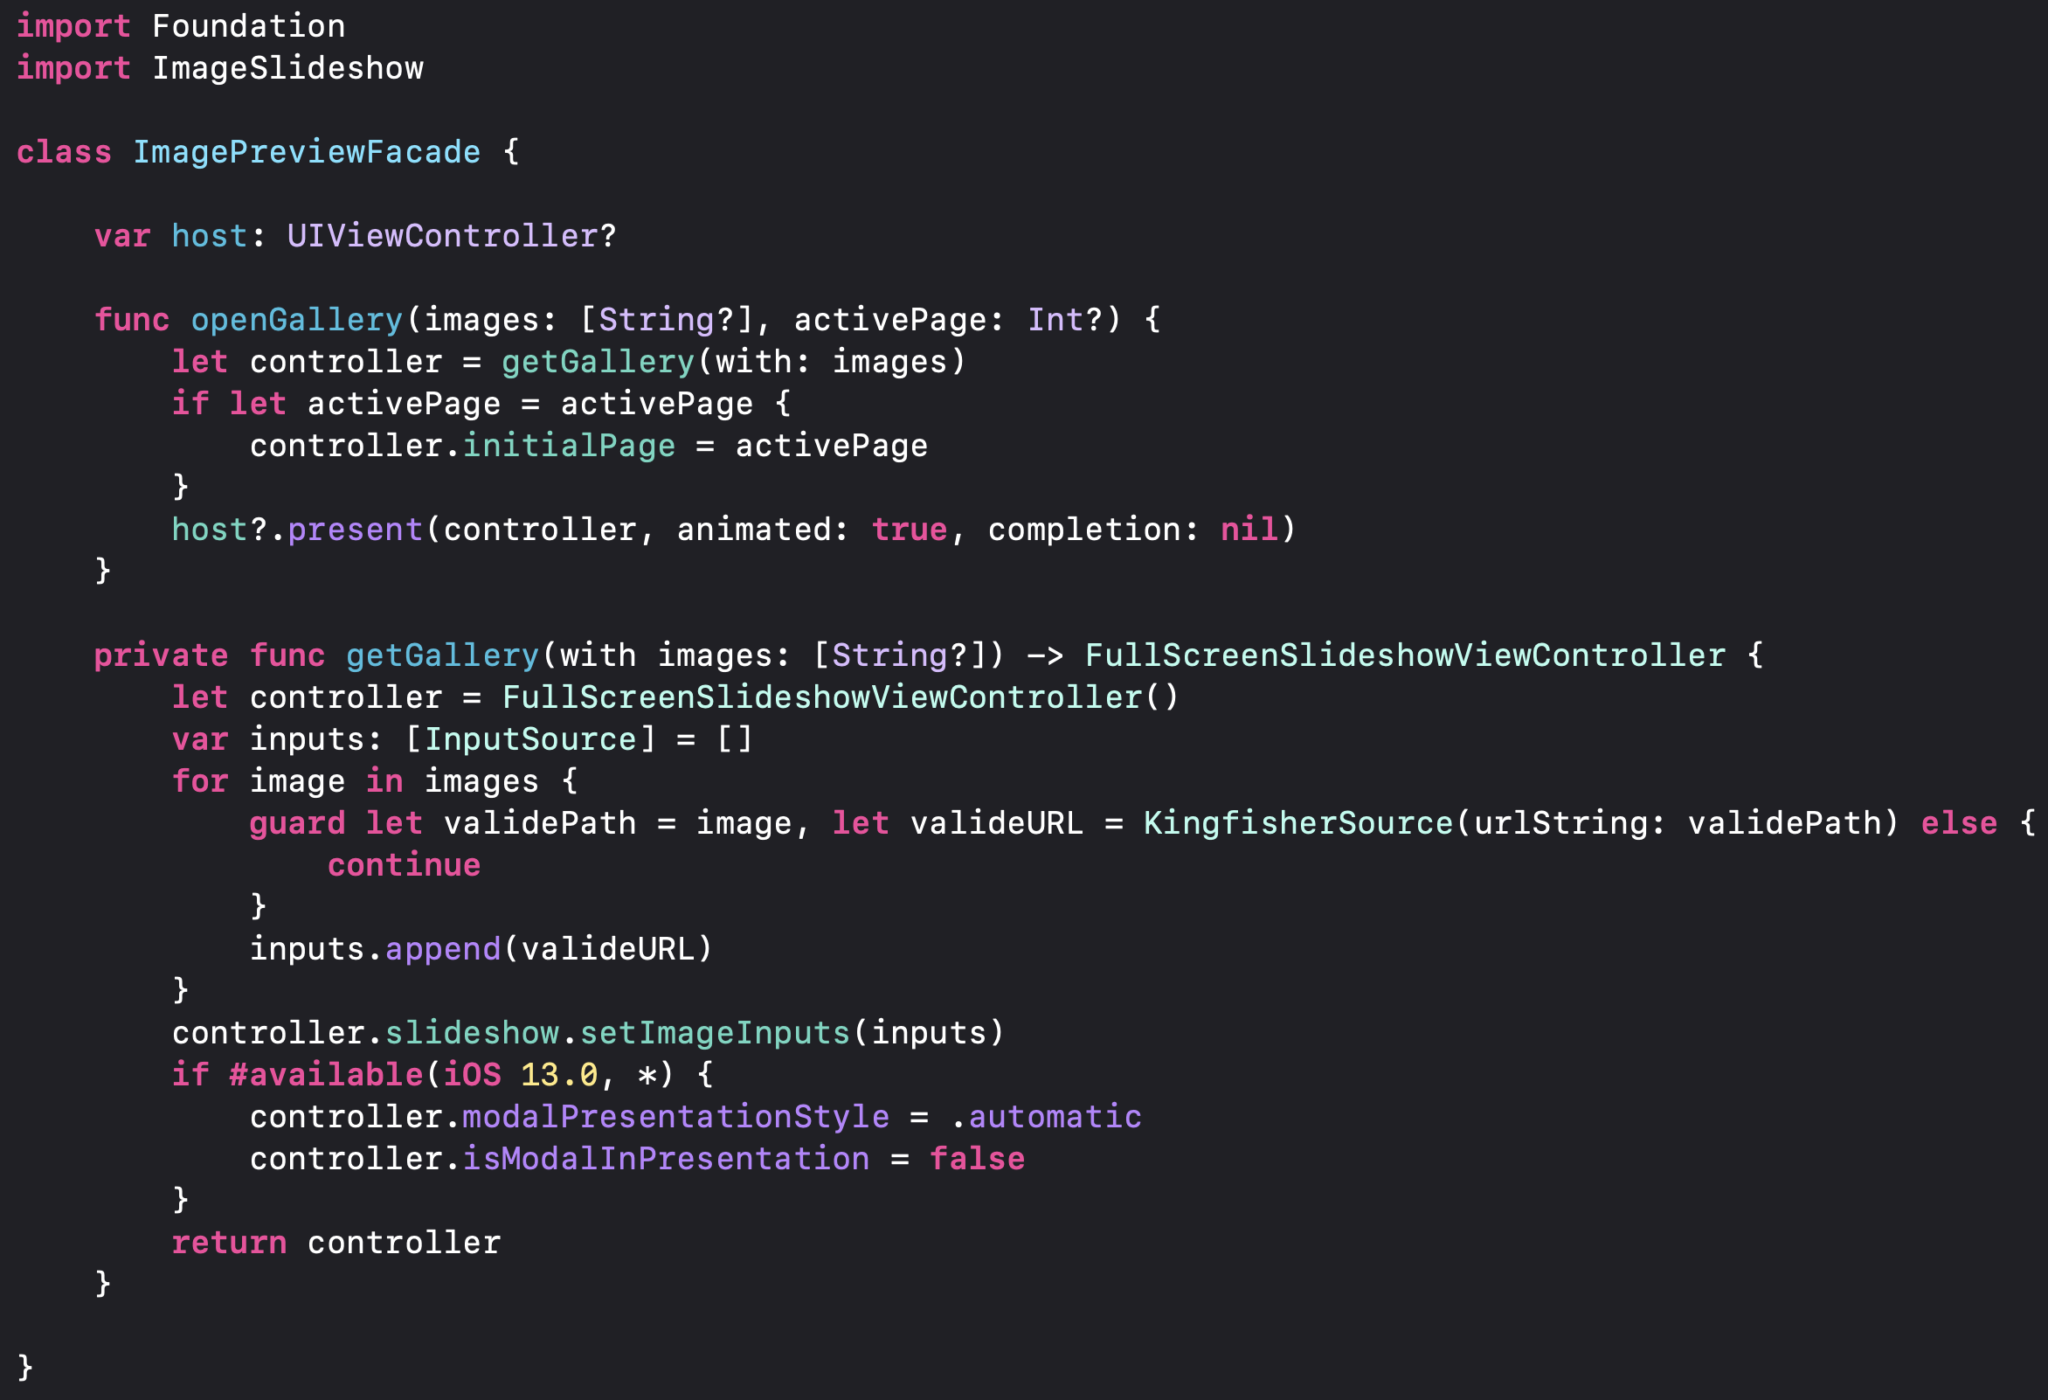 import Foundation
import ImageSlideshow
class ImagePreviewFacade {
    var host: UIViewController?
    func openGallery(images: [String?], activePage: Int?) {
        let controller = getGallery(with: images)
        if let activePage = activePage {
            controller.initialPage = activePage
        }
        host?.present(controller, animated: true, completion: nil)
    }
    private func getGallery(with images: [String?]) -> FullScreenSlideshowViewController {
        let controller = FullScreenSlideshowViewController()
        var inputs: [InputSource] = []
        for image in images {
            guard let validePath = image, let valideURL = KingfisherSource(urlString: validePath) else {
                continue
            }
            inputs.append(valideURL)
        }
        controller.slideshow.setImageInputs(inputs)
        if #available(iOS 13.0, *) {
            controller.modalPresentationStyle = .automatic
            controller.isModalInPresentation = false
        }
        return controller
    }
}